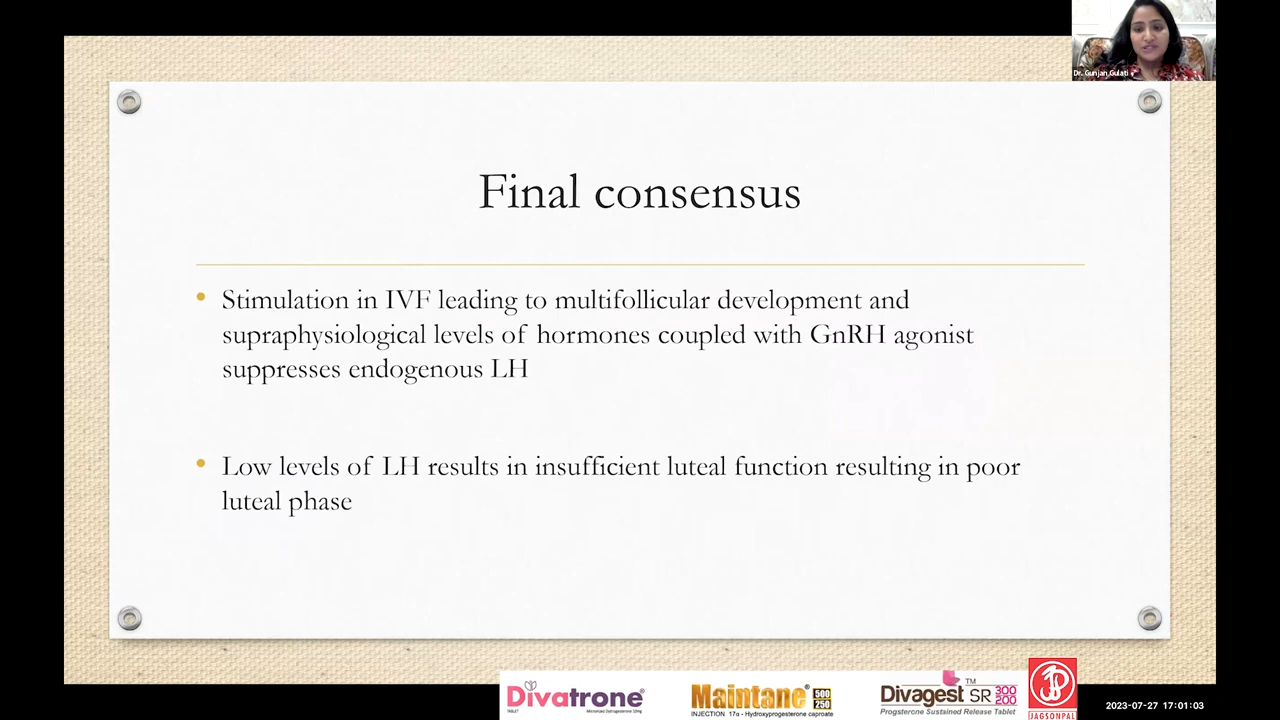 Dr. Gunjan Gulati
Final consensus
• Stimulation in IVF leading to multifollicular development and
supraphysiological levels of hormones coupled with GnRH agonist
suppresses endogenous LH
• Low levels of LH results in insufficient luteal function resulting in poor
luteal phase
Divatrone®
TABLET
Maintane® 500 250
INJECTION 17α - Hydroxyprogesterone caproate
Divagest SR 300 200 TM
Progsterone Sustained Release Tablet
JAGSONPAL
2023-07-27 17:01:03